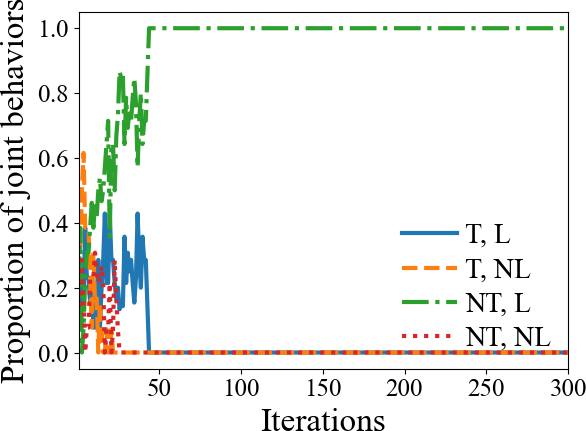 Proportion of joint behaviors
1.0
0.8
0.6
0.4
0.2
0.0
T, L
T, NL
NT, L
NT, NL
50
100
150
200
250
300
Iterations